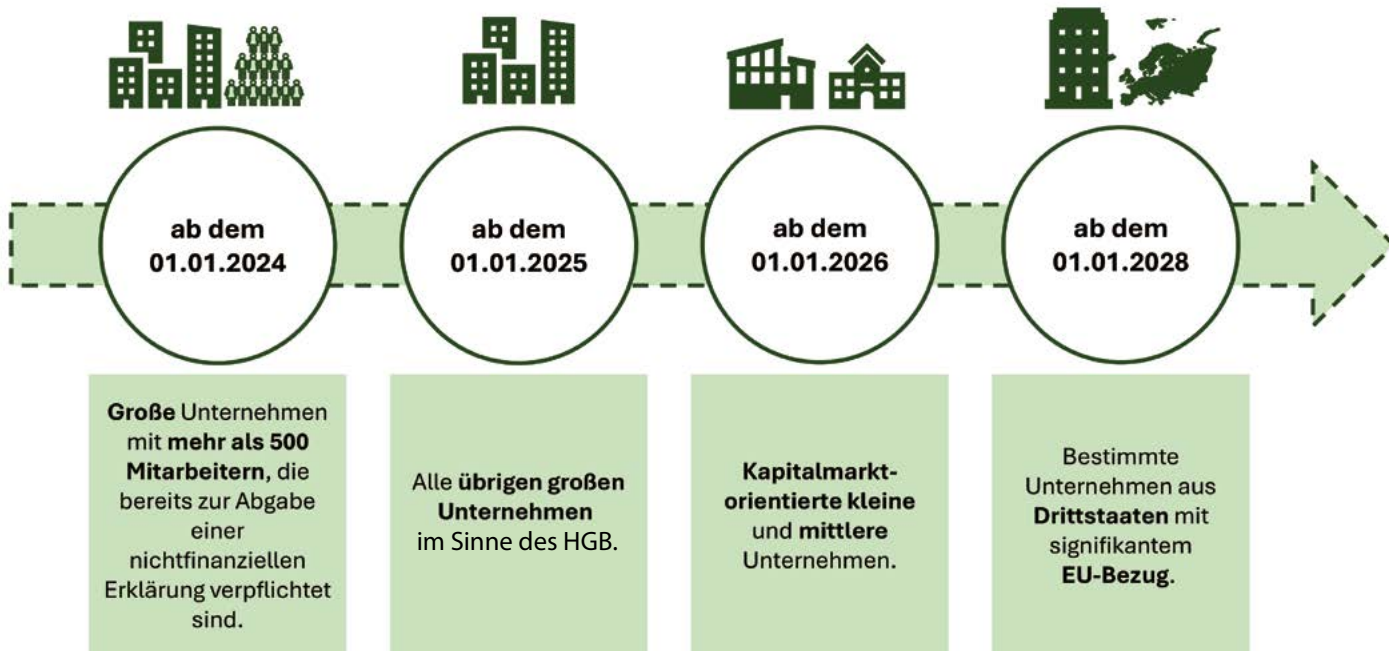 ab dem
01.01.2024
ab dem
01.01.2025
ab dem
01.01.2026
ab dem
01.01.2028
Große Unternehmen
mit mehr als 500
Mitarbeitern, die
bereits zur Abgabe
einer
nichtfinanziellen
Erklärung verpflichtet
sind.
Alle übrigen großen
Unternehmen
im Sinne des HGB.
Kapitalmarkt-
orientierte kleine
und mittlere
Unternehmen.
Bestimmte
Unternehmen aus
Drittstaaten mit
signifikantem
EU-Bezug.